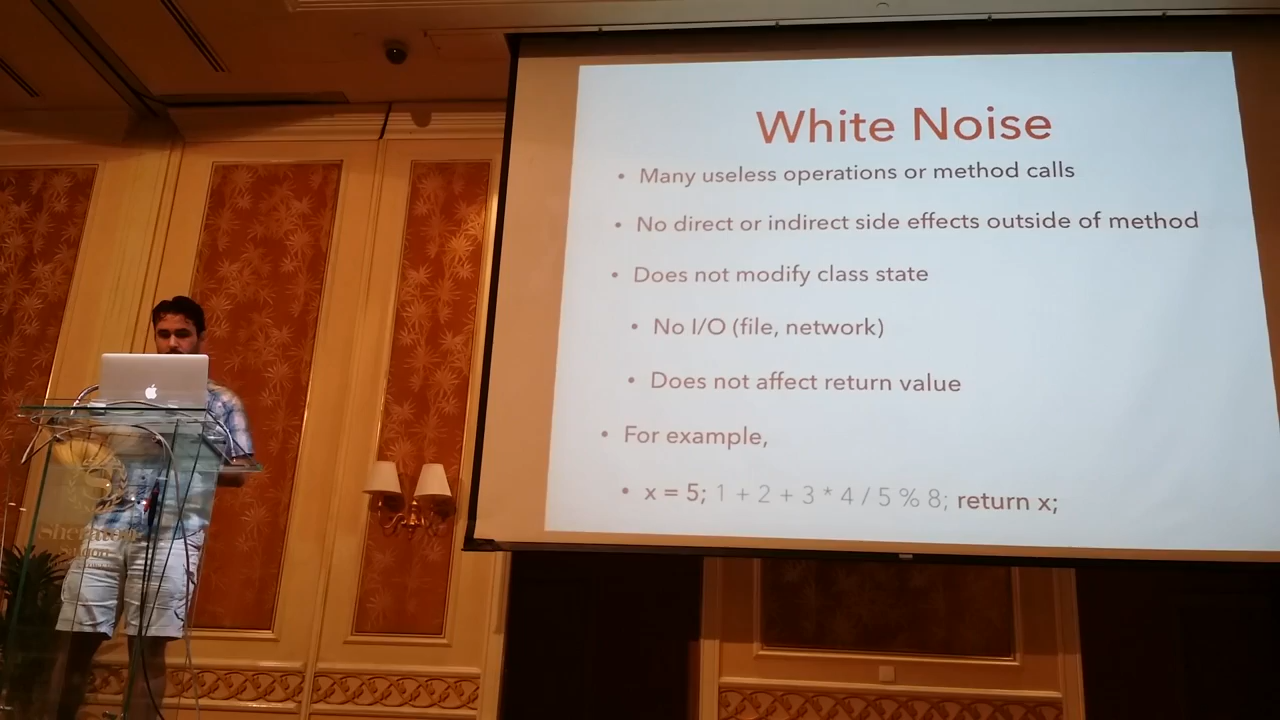 White Noise
• Many useless operations or method calls
• No direct or indirect side effects outside of method
• Does not modify class state
• No I/O (file, network)
• Does not affect return value
• For example,
• x = 5; 1 + 2 + 3 * 4 / 5 % 8; return x;
S
Sheraton